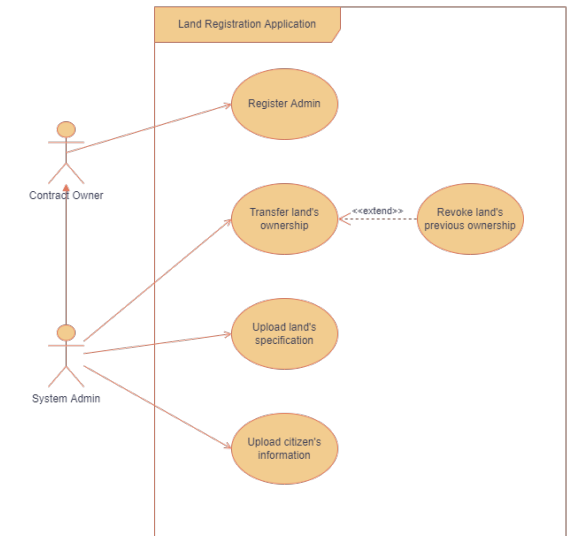 Land Registration Application
Register Admin
Contract Owner
Transfer land's
ownership
<<extend>>
Revoke land's
previous ownership
Upload land's
specification
System Admin
Upload citizen's
information